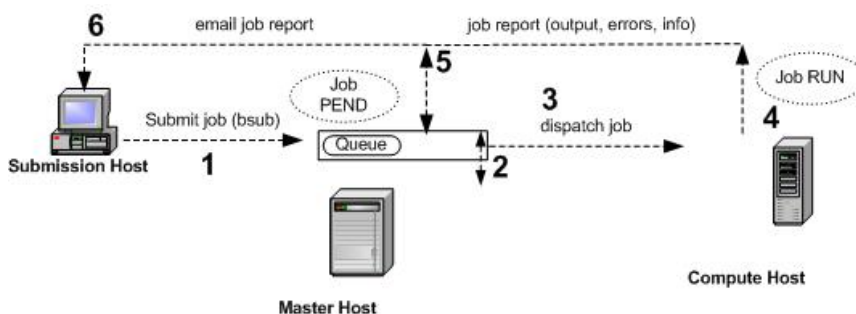 6
email job report
job report (output, errors, info)
5
Job
PEND
Job RUN
3
4
Submit job (bsub)
dispatch job
Queue
1
2
Submission Host
Master Host
Compute Host